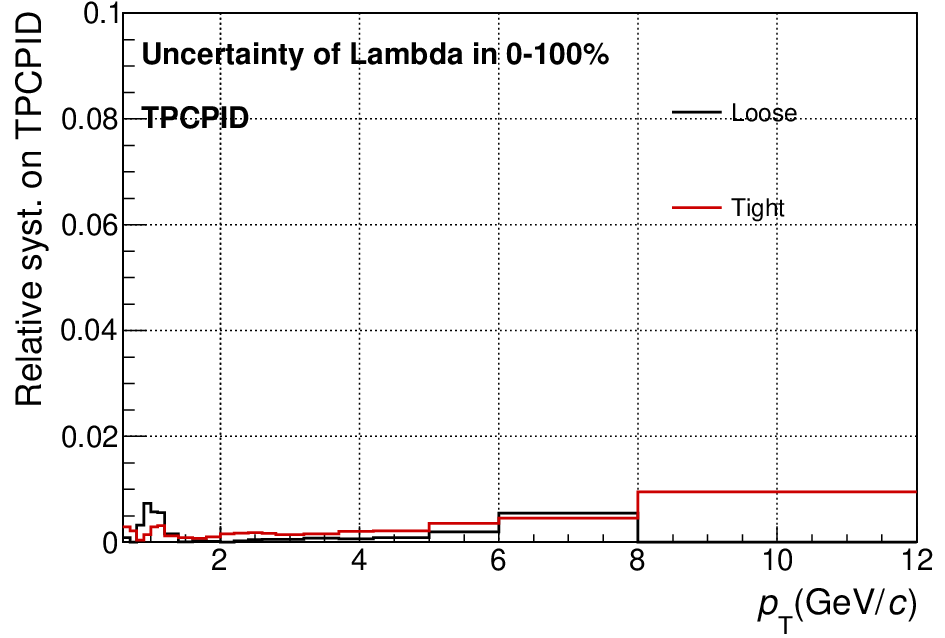 Relative syst. on TPCPID
0.1
0.08
0.06
0.04
0.02
0
Uncertainty of Lambda in 0-100%
TPCPID
Loose
Tight
2 4 6 8 10 12
pT(GeV/c)